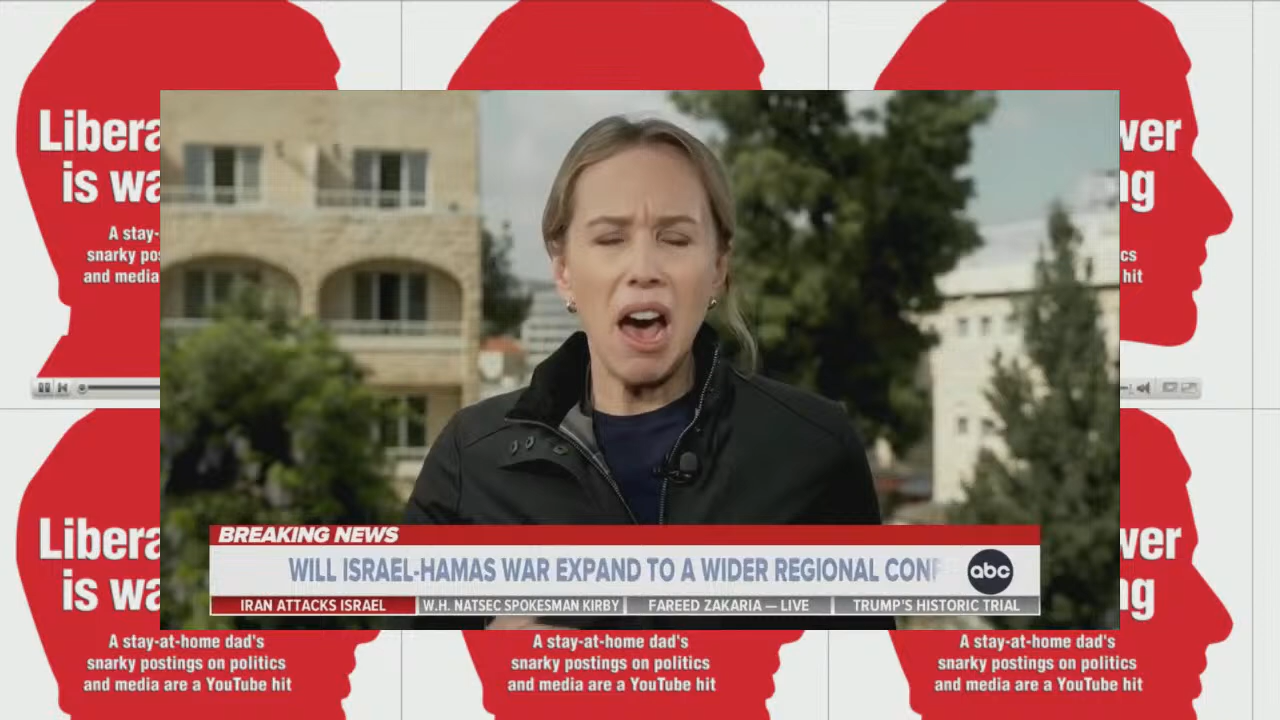 Libera
is wa
A stay-
snarky po
and media
ver
ng
cs
hit
BREAKING NEWS
WILL ISRAEL-HAMAS WAR EXPAND TO A WIDER REGIONAL CONF
abc
IRAN ATTACKS ISRAEL
W.H. NATSEC SPOKESMAN KIRBY
FAREED ZAKARIA — LIVE
TRUMP'S HISTORIC TRIAL
Libera
is wa
A stay-at-home dad's
snarky postings on politics
and media are a YouTube hit
A stay-at-home dad's
snarky postings on politics
and media are a YouTube hit
ver
ng
A stay-at-home dad's
snarky postings on politics
and media are a YouTube hit